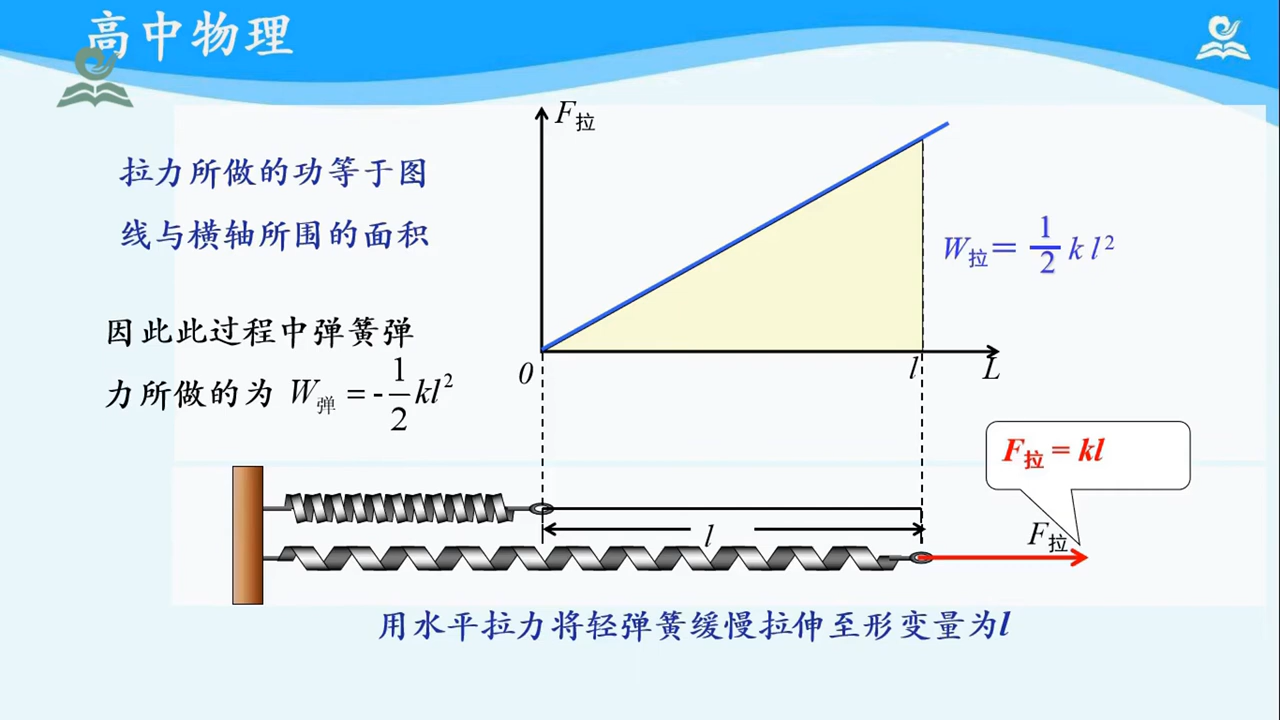 高中物理
F拉
拉力所做的功等于图
线与横轴所围的面积
W拉= 1/2 k l²
因此此过程中弹簧弹
力所做的为 W弹 = -1/2 kl²
0
l
L
F拉 = kl
l
F拉
用水平拉力将轻弹簧缓慢拉伸至形变量为l